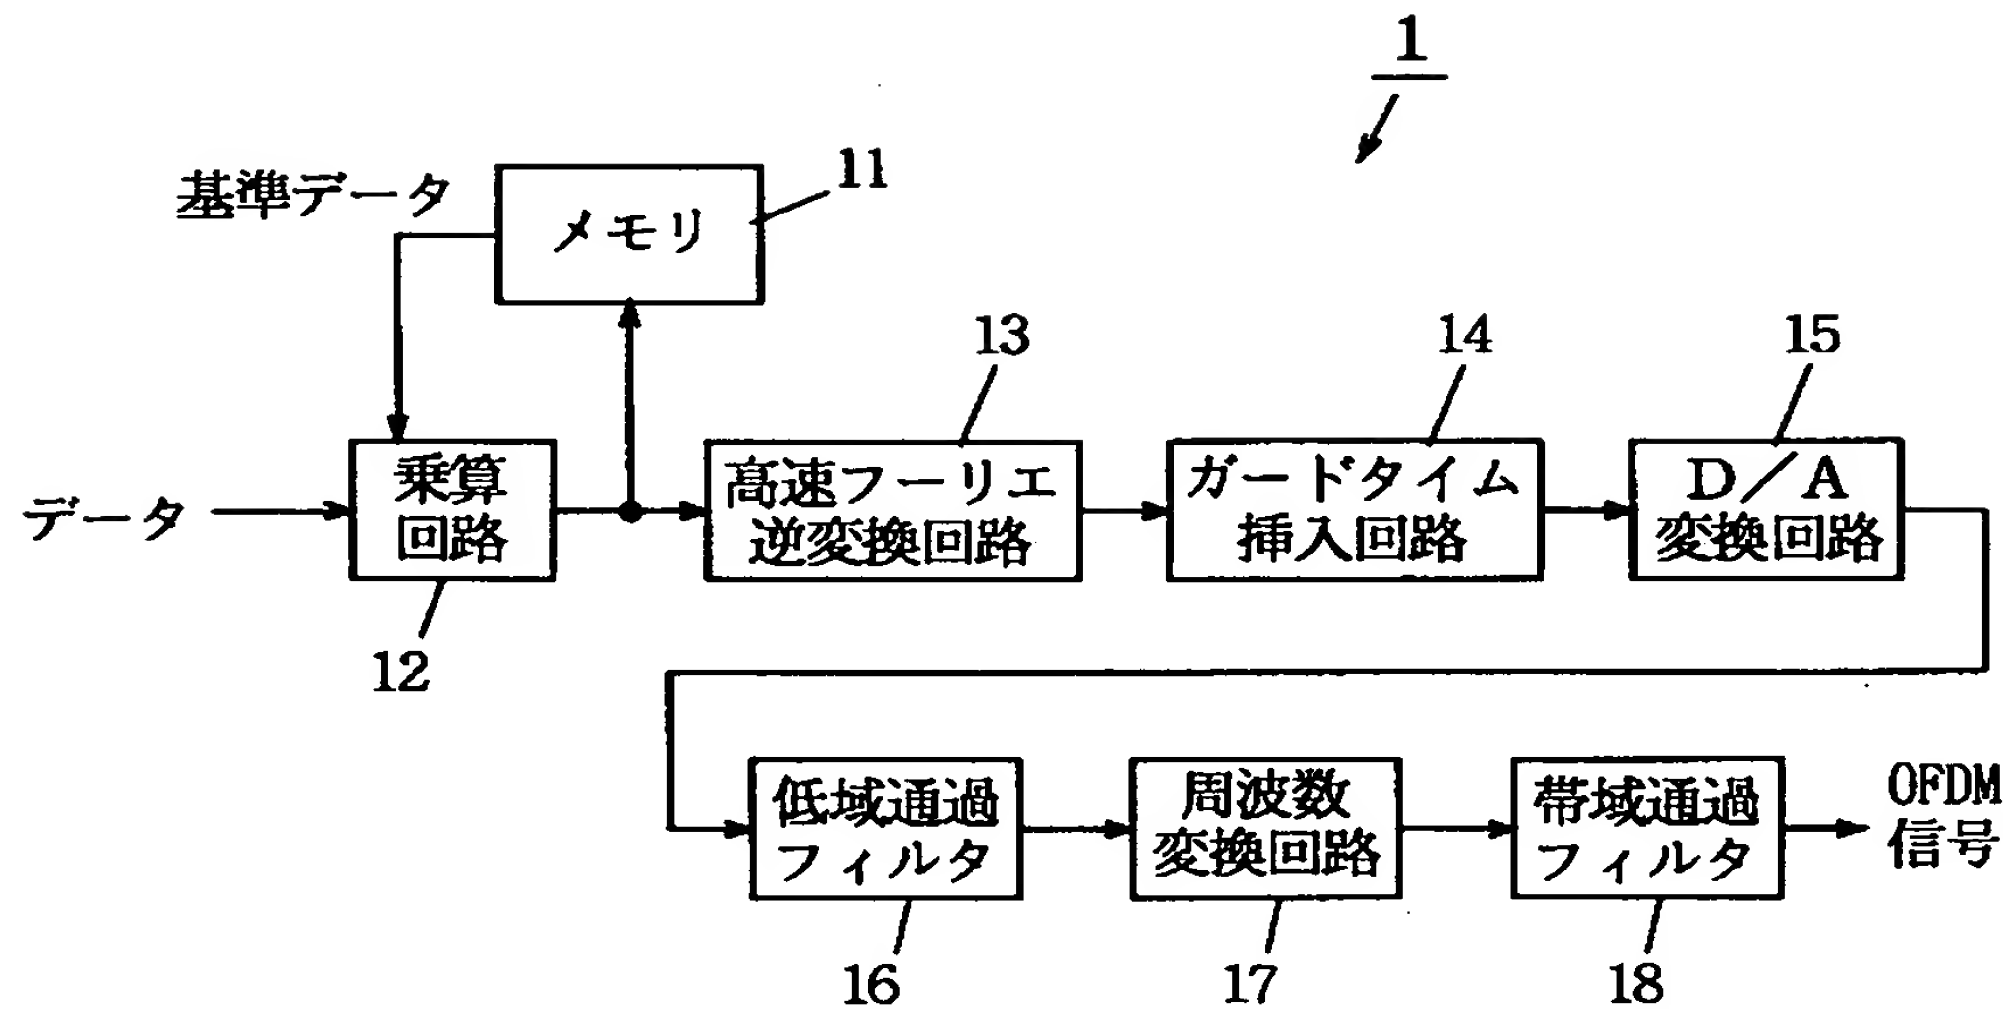 1
基準データ
メモリ
11
13
14
15
データ
乗算
回路
高速フーリエ
逆変換回路
ガードタイム
挿入回路
D／A
変換回路
12
低域通過
フィルタ
周波数
変換回路
帯域通過
フィルタ
OFDM
信号
16
17
18